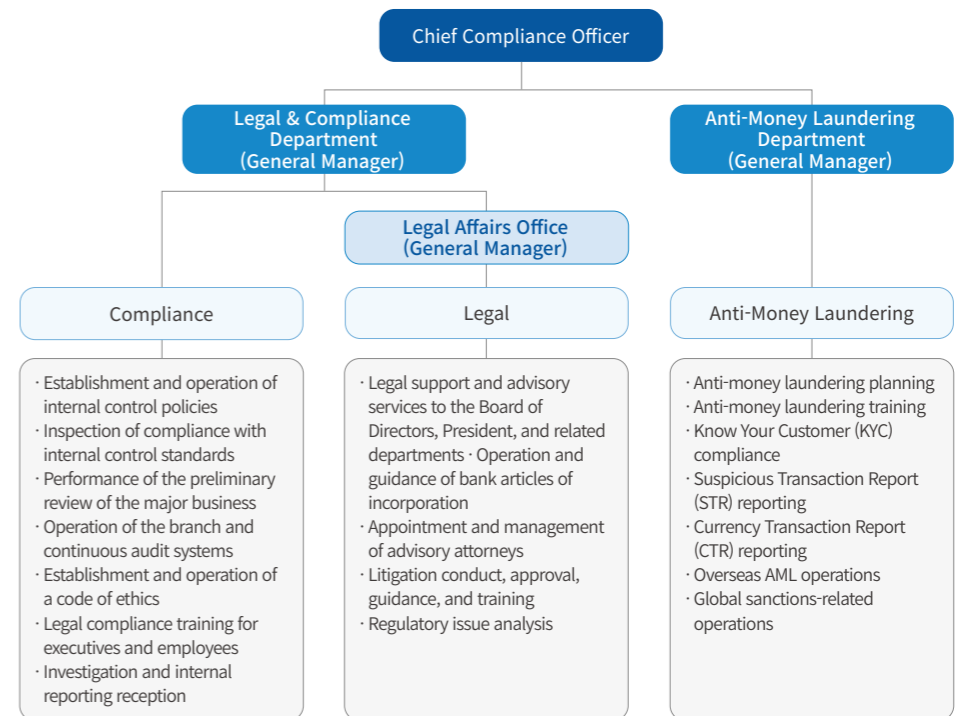 Chief Compliance Officer
Legal & Compliance
Department
(General Manager)
Anti-Money Laundering
Department
(General Manager)
Legal Affairs Office
(General Manager)
Compliance
Legal
Anti-Money Laundering
· Establishment and operation of
internal control policies
· Inspection of compliance with
internal control standards
· Performance of the preliminary
review of the major business
· Operation of the branch and
continuous audit systems
· Establishment and operation of
a code of ethics
· Legal compliance training for
executives and employees
· Investigation and internal
reporting reception
· Legal support and advisory
services to the Board of
Directors, President, and related
departments · Operation and
guidance of bank articles of
incorporation
· Appointment and management
of advisory attorneys
· Litigation conduct, approval,
guidance, and training
· Regulatory issue analysis
· Anti-money laundering planning
· Anti-money laundering training
· Know Your Customer (KYC)
compliance
· Suspicious Transaction Report
(STR) reporting
· Currency Transaction Report
(CTR) reporting
· Overseas AML operations
· Global sanctions-related
operations